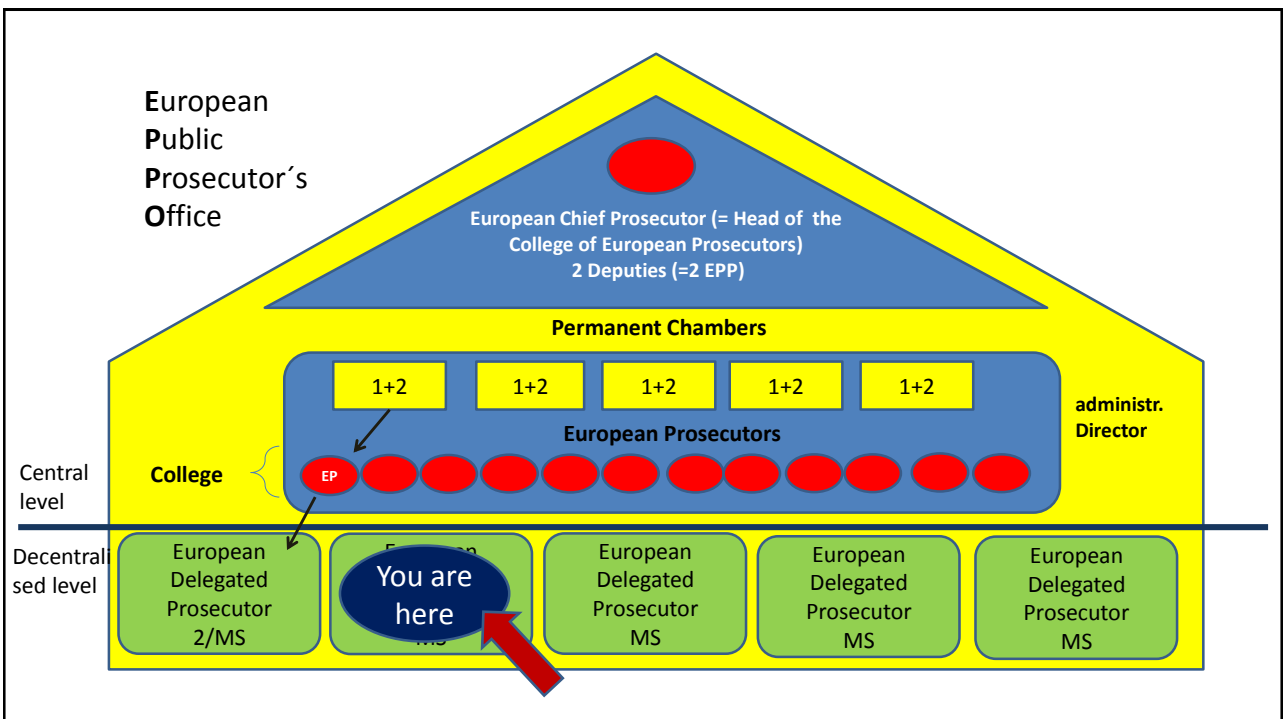 European
Public
Prosecutor´s
Office
European Chief Prosecutor (= Head of the
College of European Prosecutors)
2 Deputies (=2 EPP)
Permanent Chambers
1+2
1+2
1+2
1+2
1+2
administr.
Director
European Prosecutors
College
EP
Central
level
Decentrali
sed level
European
Delegated
Prosecutor
2/MS
You are
here
European
Delegated
Prosecutor
MS
European
Delegated
Prosecutor
MS
European
Delegated
Prosecutor
MS